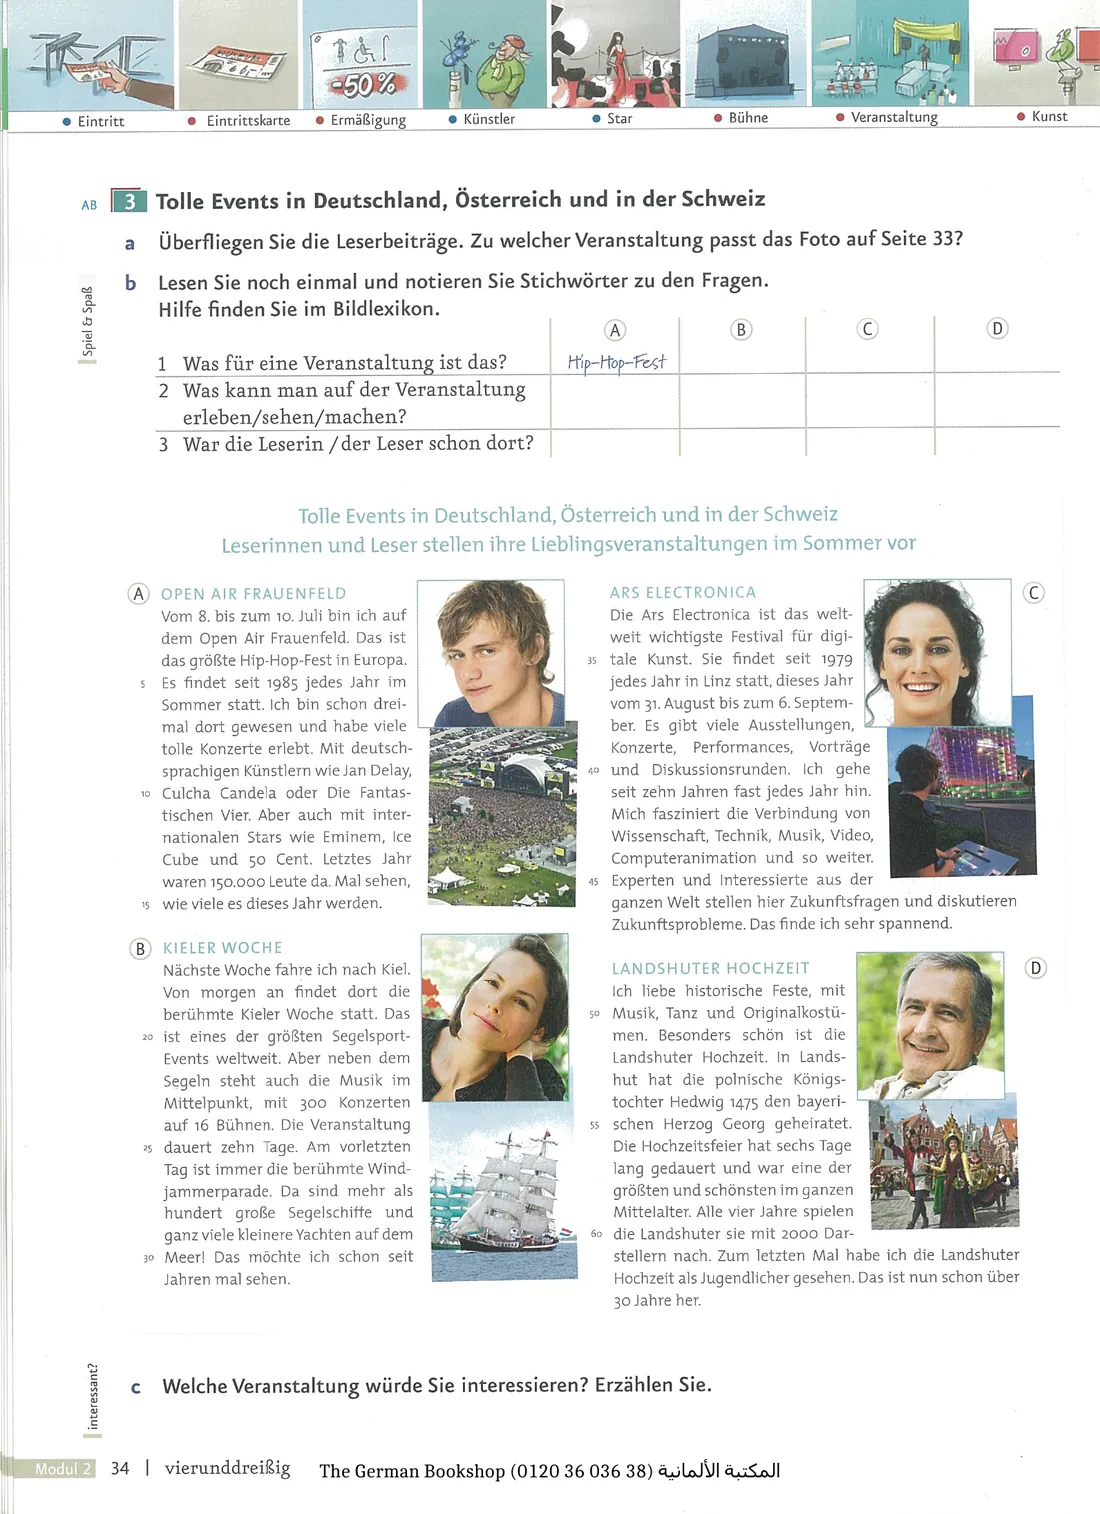 -50%
Eintritt
Eintrittskarte
Ermäßigung
Künstler
Star
Bühne
Veranstaltung
Kunst
AB 3 Tolle Events in Deutschland, Österreich und in der Schweiz
a Überfliegen Sie die Leserbeiträge. Zu welcher Veranstaltung passt das Foto auf Seite 33?
Spiel & Spaß
b Lesen Sie noch einmal und notieren Sie Stichwörter zu den Fragen.
Hilfe finden Sie im Bildlexikon.
A B C D
1 Was für eine Veranstaltung ist das? Hip-Hop-Fest
2 Was kann man auf der Veranstaltung
erleben/sehen/machen?
3 War die Leserin / der Leser schon dort?
Tolle Events in Deutschland, Österreich und in der Schweiz
Leserinnen und Leser stellen ihre Lieblingsveranstaltungen im Sommer vor
A OPEN AIR FRAUENFELD
Vom 8. bis zum 10. Juli bin ich auf
dem Open Air Frauenfeld. Das ist
das größte Hip-Hop-Fest in Europa.
5 Es findet seit 1985 jedes Jahr im
Sommer statt. Ich bin schon drei-
mal dort gewesen und habe viele
tolle Konzerte erlebt. Mit deutsch-
sprachigen Künstlern wie Jan Delay,
10 Culcha Candela oder Die Fantas-
tischen Vier. Aber auch mit inter-
nationalen Stars wie Eminem, Ice
Cube und 50 Cent. Letztes Jahr
waren 150.000 Leute da. Mal sehen,
15 wie viele es dieses Jahr werden.
B KIELER WOCHE
Nächste Woche fahre ich nach Kiel.
Von morgen an findet dort die
berühmte Kieler Woche statt. Das
20 ist eines der größten Segelsport-
Events weltweit. Aber neben dem
Segeln steht auch die Musik im
Mittelpunkt, mit 300 Konzerten
auf 16 Bühnen. Die Veranstaltung
25 dauert zehn Tage. Am vorletzten
Tag ist immer die berühmte Wind-
jammerparade. Da sind mehr als
hundert große Segelschiffe und
ganz viele kleinere Yachten auf dem
30 Meer! Das möchte ich schon seit
Jahren mal sehen.
ARS ELECTRONICA C
Die Ars Electronica ist das welt-
weit wichtigste Festival für digi-
35 tale Kunst. Sie findet seit 1979
jedes Jahr in Linz statt, dieses Jahr
vom 31. August bis zum 6. Septem-
ber. Es gibt viele Ausstellungen,
Konzerte, Performances, Vorträge
40 und Diskussionsrunden. Ich gehe
seit zehn Jahren fast jedes Jahr hin.
Mich fasziniert die Verbindung von
Wissenschaft, Technik, Musik, Video,
Computeranimation und so weiter.
45 Experten und Interessierte aus der
ganzen Welt stellen hier Zukunftsfragen und diskutieren
Zukunftsprobleme. Das finde ich sehr spannend.
LANDSHUTER HOCHZEIT D
Ich liebe historische Feste, mit
50 Musik, Tanz und Originalkostü-
men. Besonders schön ist die
Landshuter Hochzeit. In Lands-
hut hat die polnische Königs-
tochter Hedwig 1475 den bayeri-
55 schen Herzog Georg geheiratet.
Die Hochzeitsfeier hat sechs Tage
lang gedauert und war eine der
größten und schönsten im ganzen
Mittelalter. Alle vier Jahre spielen
60 die Landshuter sie mit 2000 Dar-
stellern nach. Zum letzten Mal habe ich die Landshuter
Hochzeit als Jugendlicher gesehen. Das ist nun schon über
30 Jahre her.
interessant?
c Welche Veranstaltung würde Sie interessieren? Erzählen Sie.
Modul 2 34 | vierunddreißig The German Bookshop (0120 36 036 38) المكتبة الألمانية